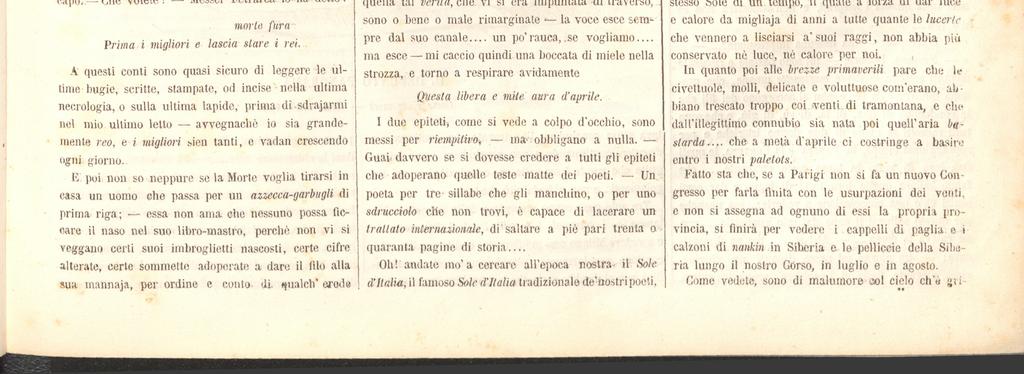 capo. — Che volete? — Messer Petrarca lo ha detto:
morte fura
Prima i migliori e lascia stare i rei.
A questi conti sono quasi sicuro di leggere le ul-
time bugie, scritte, stampate, od incise nella ultima
necrologia, o sulla ultima lapide, prima di sdrajarmi
nel mio ultimo letto — avvegnachè io sia grande-
mente reo, e i migliori sien tanti, e vadan crescendo
ogni giorno.
E poi non so neppure se la Morte voglia tirarsi in
casa un uomo che passa per un azzecca-garbugli di
prima riga; — essa non ama che nessuno possa fic-
care il naso nel suo libro-mastro, perchè non vi si
veggano certi suoi imbroglietti nascosti, certe cifre
alterate, certe sommette adoperate a dare il filo alla
sua mannaja, per ordine e conto di qualch' erede
quella tal verità, che vi si era impuntata di traverso,
sono o bene o male rimarginate — la voce esce sem-
pre dal suo canale.... un po' rauca, se vogliamo....
ma esce — mi caccio quindi una boccata di miele nella
strozza, e torno a respirare avidamente
Questa libera e mite aura d'aprile.
I due epiteti, come si vede a colpo d'occhio, sono
messi per riempitivo, — ma obbligano a nulla. —
Guai davvero se si dovesse credere a tutti gli epiteti
che adoperano quelle teste matte dei poeti. — Un
poeta per tre sillabe che gli manchino, o per uno
sdrucciolo che non trovi, è capace di lacerare un
trattato internazionale, di saltare a piè pari trenta o
quaranta pagine di storia....
Oh! andate mo' a cercare all'epoca nostra il Sole
d'Italia, il famoso Sole d'Italia tradizionale de' nostri poeti,
stesso Sole di un tempo, il quale a forza di dar luce
e calore da migliaja di anni a tutte quante le lucerte
che vennero a lisciarsi a' suoi raggi, non abbia più
conservato nè luce, nè calore per noi.
In quanto poi alle brezze primaverili pare che le
civettuole, molli, delicate e voluttuose com'erano, ab-
biano trescato troppo coi venti di tramontana, e che
dall'illegittimo connubio sia nata poi quell'aria ba-
starda.... che a metà d'aprile ci costringe a basire
entro i nostri paletots.
Fatto sta che, se a Parigi non si fa un nuovo Con-
gresso per farla finita con le usurpazioni dei venti,
e non si assegna ad ognuno di essi la propria pro-
vincia, si finirà per vedere i cappelli di paglia e i
calzoni di nankin in Siberia e le pelliccie della Sibe-
ria lungo il nostro Corso, in luglio e in agosto.
Come vedete, sono di malumore col cielo ch'è gri-